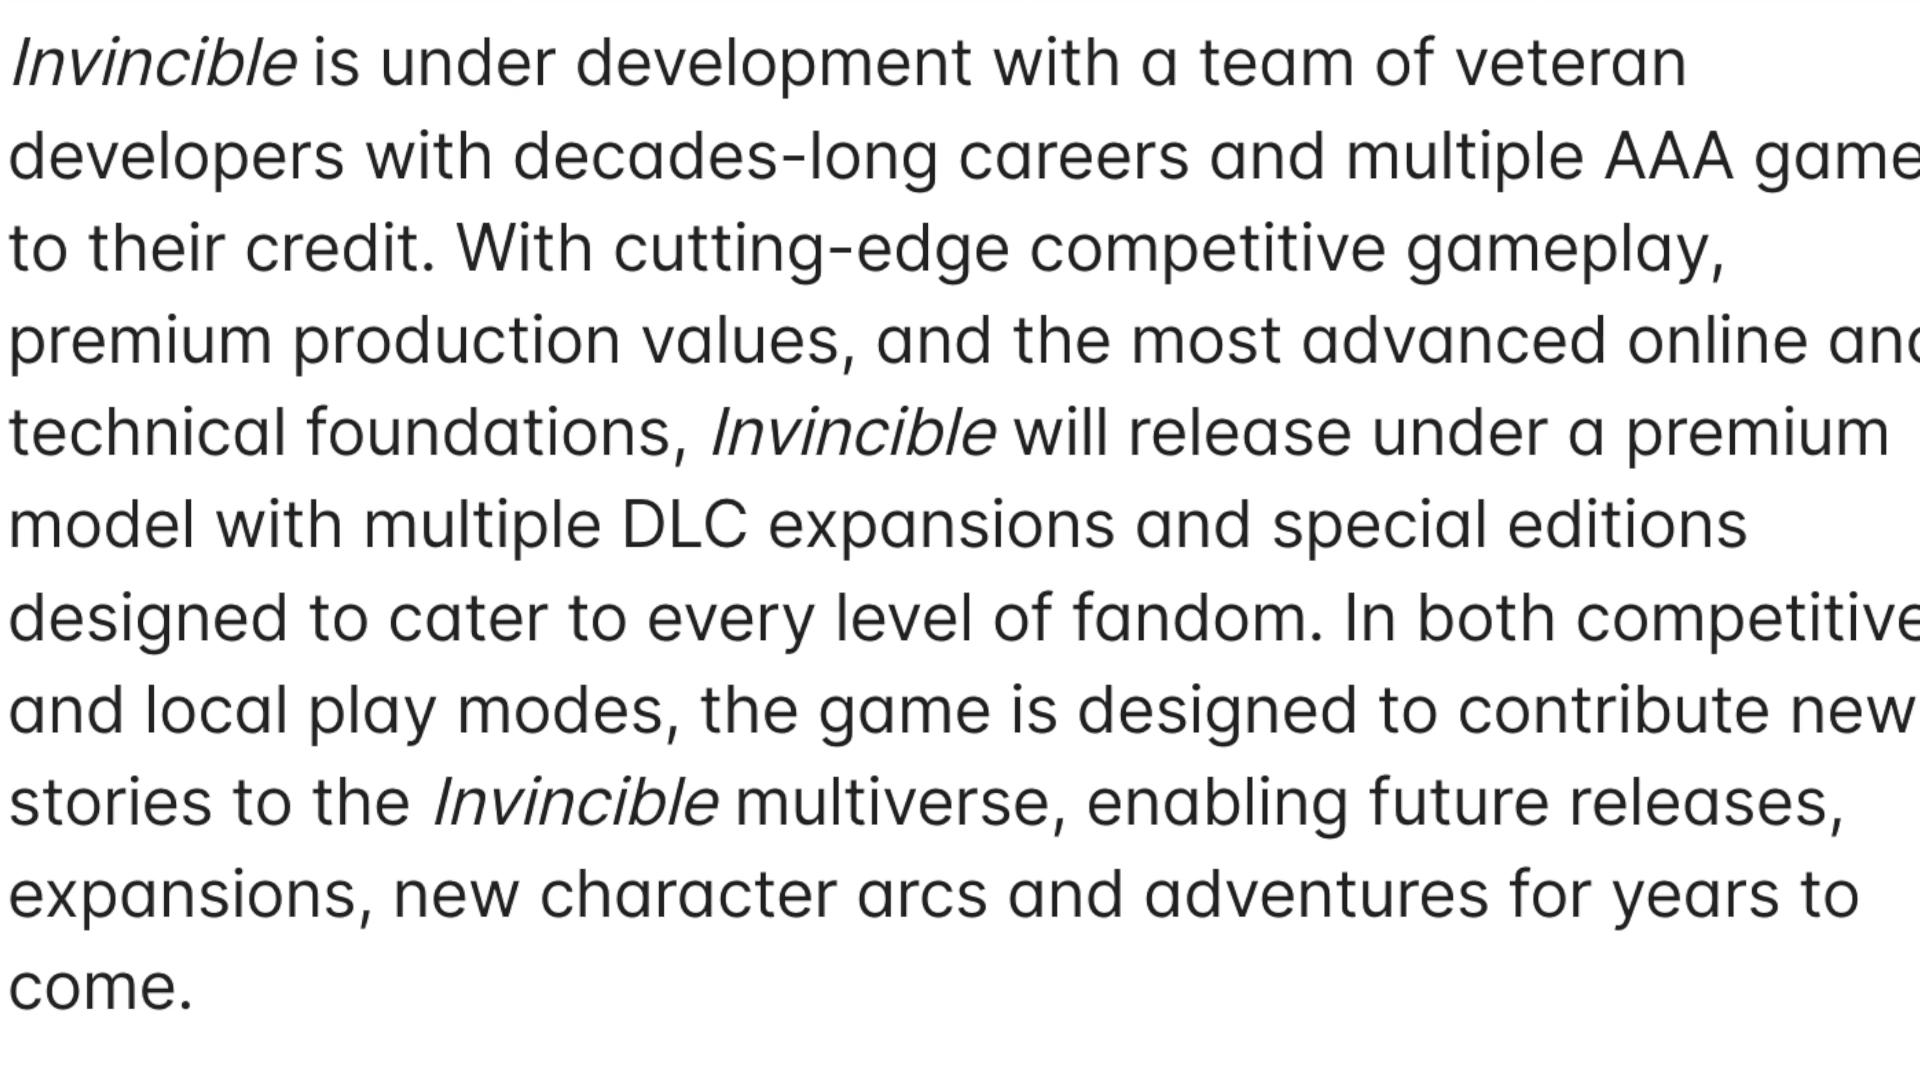 Invincible is under development with a team of veteran
developers with decades-long careers and multiple AAA game
to their credit. With cutting-edge competitive gameplay,
premium production values, and the most advanced online and
technical foundations, Invincible will release under a premium
model with multiple DLC expansions and special editions
designed to cater to every level of fandom. In both competitive
and local play modes, the game is designed to contribute new
stories to the Invincible multiverse, enabling future releases,
expansions, new character arcs and adventures for years to
come.